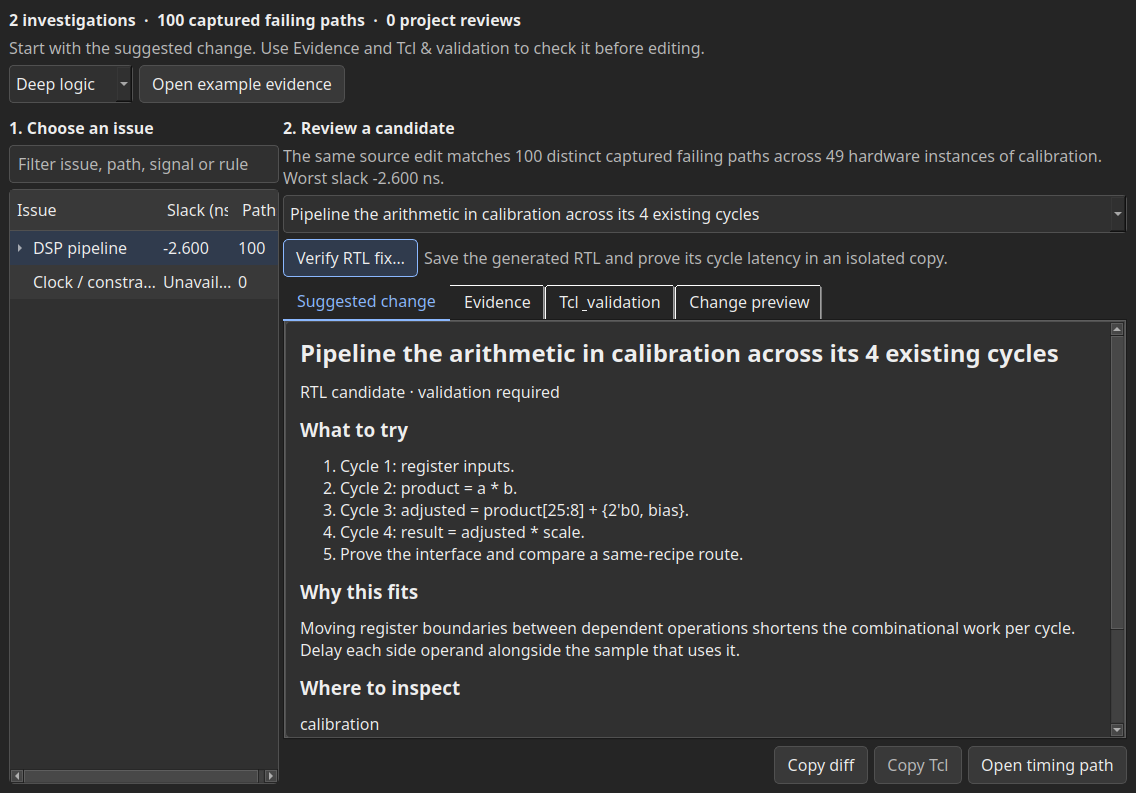 2 investigations · 100 captured failing paths · 0 project reviews
Start with the suggested change. Use Evidence and Tcl & validation to check it before editing.
Deep logic
Open example evidence
1. Choose an issue
Filter issue, path, signal or rule
Issue Slack (ns Path
DSP pipeline -2.600 100
Clock / constra... Unavail... 0
2. Review a candidate
The same source edit matches 100 distinct captured failing paths across 49 hardware instances of calibration.
Worst slack -2.600 ns.
Pipeline the arithmetic in calibration across its 4 existing cycles
Verify RTL fix... Save the generated RTL and prove its cycle latency in an isolated copy.
Suggested change Evidence Tcl _validation Change preview
Pipeline the arithmetic in calibration across its 4 existing cycles
RTL candidate · validation required
What to try
1. Cycle 1: register inputs.
2. Cycle 2: product = a * b.
3. Cycle 3: adjusted = product[25:8] + {2'b0, bias}.
4. Cycle 4: result = adjusted * scale.
5. Prove the interface and compare a same-recipe route.
Why this fits
Moving register boundaries between dependent operations shortens the combinational work per cycle.
Delay each side operand alongside the sample that uses it.
Where to inspect
calibration
Copy diff Copy Tcl Open timing path